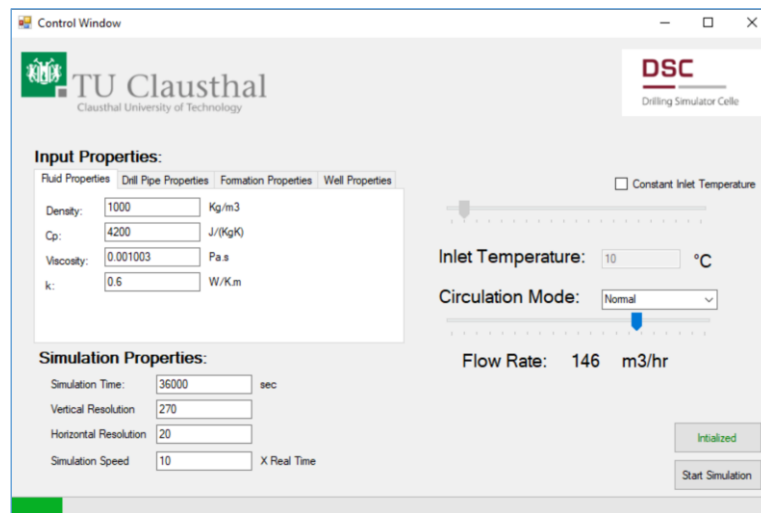 Control Window
TU Clausthal
Clausthal University of Technology
DSC
Drilling Simulator Celle
Input Properties:
Fluid Properties Drill Pipe Properties Formation Properties Well Properties
Density: 1000 Kg/m3
Cp: 4200 J/(KgK)
Viscosity: 0.001003 Pa.s
k: 0.6 W/K.m
Constant Inlet Temperature
Inlet Temperature: 10 °C
Circulation Mode: Normal
Flow Rate: 146 m3/hr
Simulation Properties:
Simulation Time: 36000 sec
Vertical Resolution 270
Horizontal Resolution 20
Simulation Speed 10 X Real Time
Intialized
Start Simulation